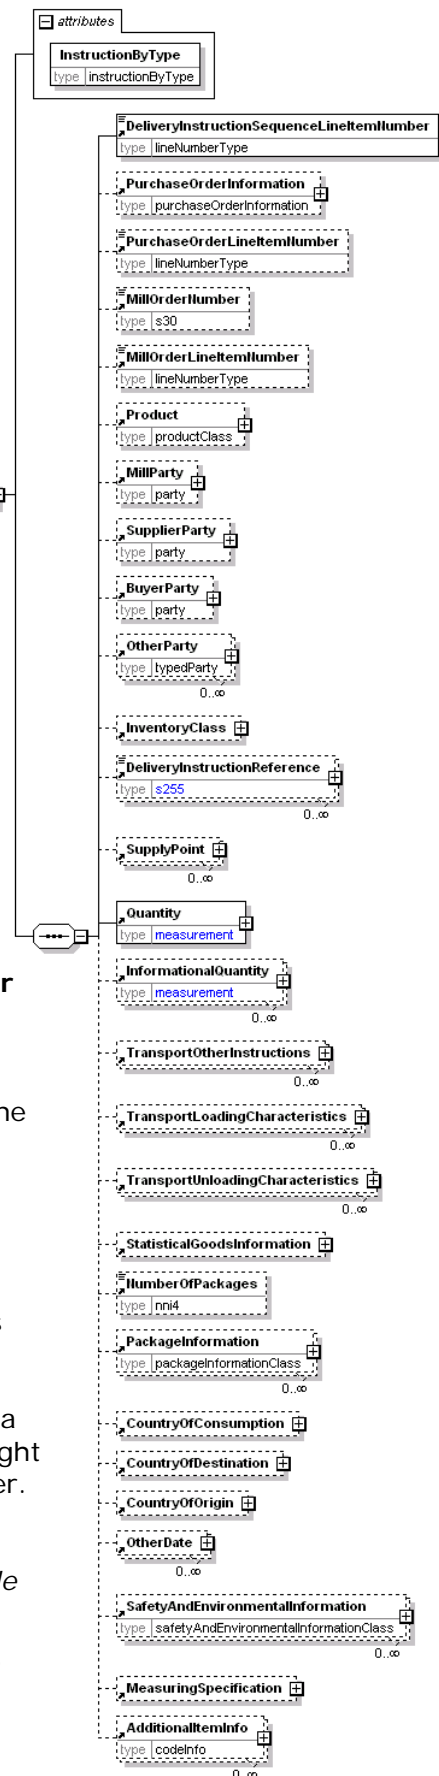 attributes
InstructionByType
type instructionByType
DeliveryInstructionSequenceLineItemNumber
type lineNumberType
PurchaseOrderInformation
type purchaseOrderInformation
PurchaseOrderLineItemNumber
type lineNumberType
MillOrderNumber
type s30
MillOrderLineItemNumber
type lineNumberType
Product
type productClass
MillParty
type party
SupplierParty
type party
BuyerParty
type party
OtherParty
type typedParty
0..∞
InventoryClass
DeliveryInstructionReference
type s255
0..∞
SupplyPoint
0..∞
Quantity
type measurement
r
InformationalQuantity
type measurement
0..∞
TransportOtherInstructions
0..∞
ne
TransportLoadingCharacteristics
0..∞
TransportUnloadingCharacteristics
0..∞
StatisticalGoodsInformation
NumberOfPackages
type nni4
s
PackageInformation
type packageInformationClass
0..∞
a
CountryOfConsumption
ght
CountryOfDestination
er.
CountryOfOrigin
OtherDate
0..∞
le
SafetyAndEnvironmentalInformation
type safetyAndEnvironmentalInformationClass
0..∞
MeasuringSpecification
AdditionalItemInfo
type codeInfo
0..∞